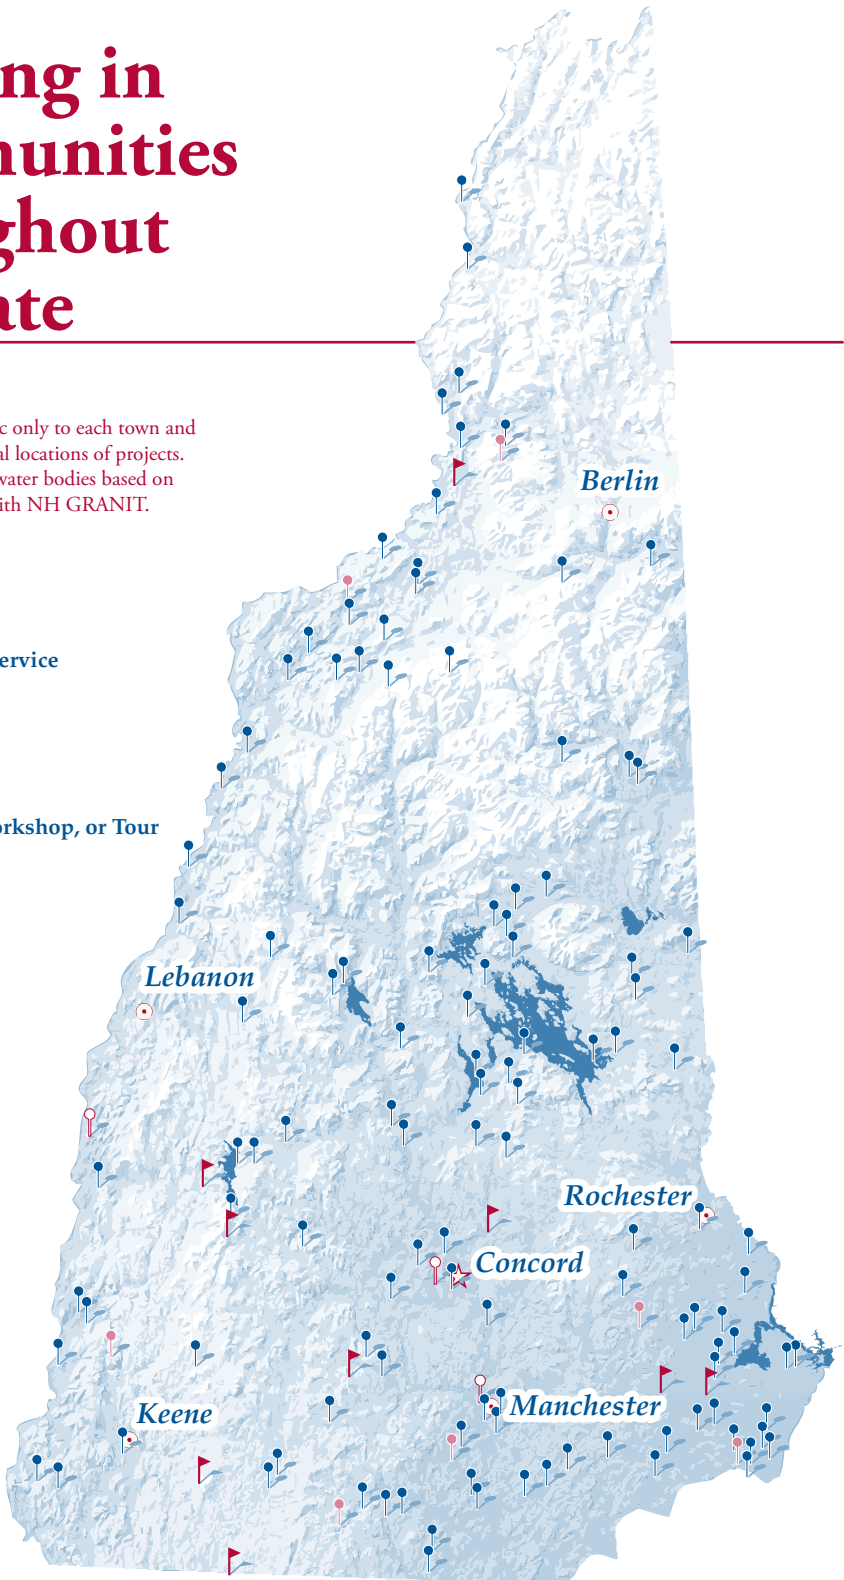 ng in
nunities
ghout
ate
c only to each town and
al locations of projects.
water bodies based on
ith NH GRANIT.
Berlin
ervice
orkshop, or Tour
Lebanon
Rochester
Concord
Manchester
Keene